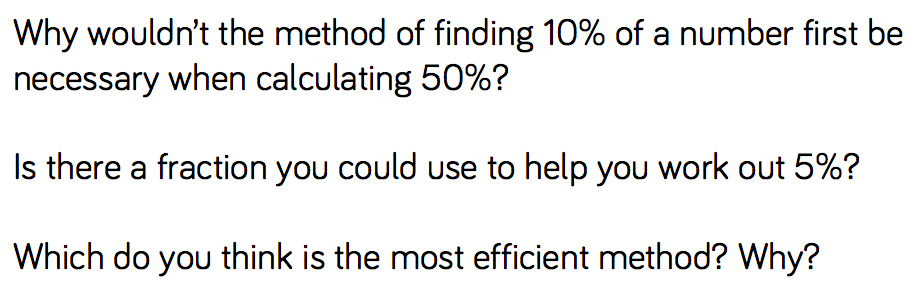 Why wouldn’t the method of finding 10% of a number first be
necessary when calculating 50%?
Is there a fraction you could use to help you work out 5%?
Which do you think is the most efficient method? Why?